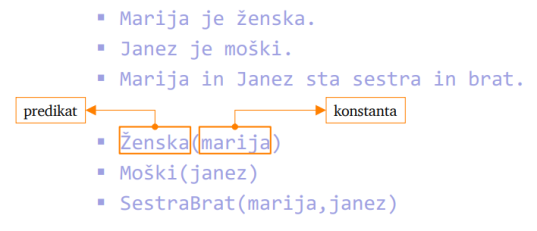 Marija je ženska.
Janez je moški.
Marija in Janez sta sestra in brat.
predikat konstanta
Ženska(marija)
Moški(janez)
SestraBrat(marija,janez)